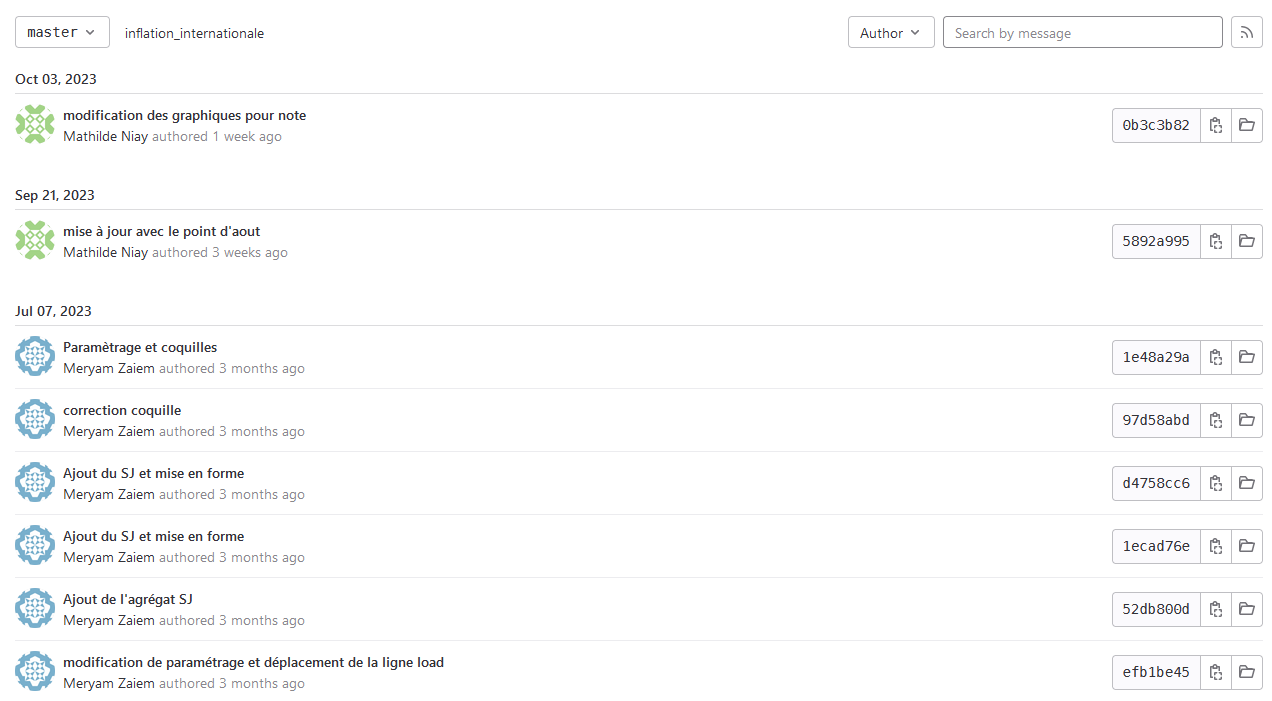 master inflation_internationale Author Search by message
Oct 03, 2023
modification des graphiques pour note
Mathilde Niay authored 1 week ago 0b3c3b82
Sep 21, 2023
mise à jour avec le point d'aout
Mathilde Niay authored 3 weeks ago 5892a995
Jul 07, 2023
Paramètrage et coquilles
Meryam Zaiem authored 3 months ago 1e48a29a
correction coquille
Meryam Zaiem authored 3 months ago 97d58abd
Ajout du SJ et mise en forme
Meryam Zaiem authored 3 months ago d4758cc6
Ajout du SJ et mise en forme
Meryam Zaiem authored 3 months ago 1ecad76e
Ajout de l'agrégat SJ
Meryam Zaiem authored 3 months ago 52db800d
modification de paramétrage et déplacement de la ligne load
Meryam Zaiem authored 3 months ago efb1be45